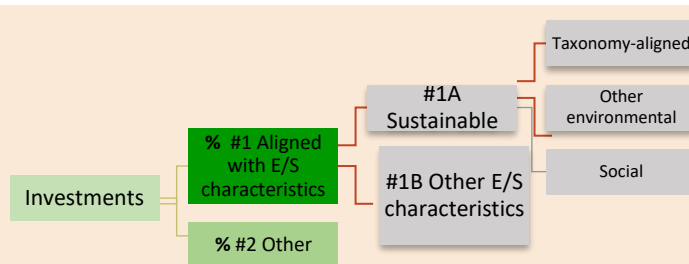 Taxonomy-aligned
#1A
Sustainable
Other
environmental
% #1 Aligned
with E/S
characteristics
#1B Other E/S
characteristics
Social
Investments
% #2 Other